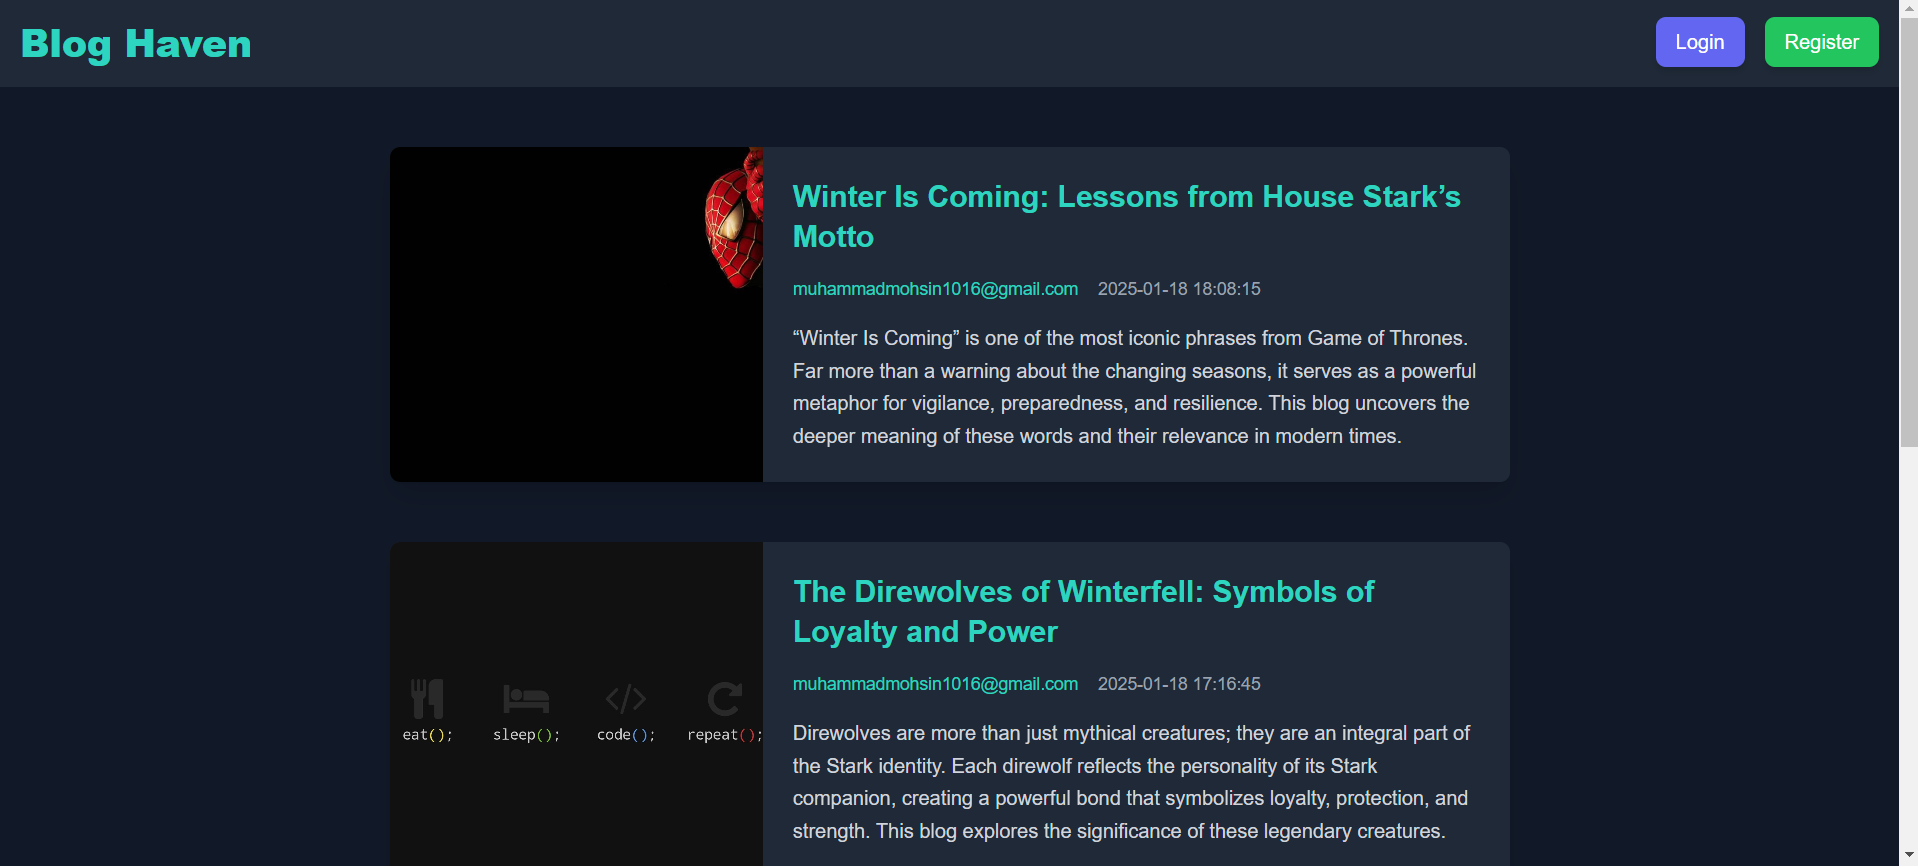 Blog Haven
Login
Register
Winter Is Coming: Lessons from House Stark’s
Motto
muhammadmohsin1016@gmail.com 2025-01-18 18:08:15
“Winter Is Coming” is one of the most iconic phrases from Game of Thrones.
Far more than a warning about the changing seasons, it serves as a powerful
metaphor for vigilance, preparedness, and resilience. This blog uncovers the
deeper meaning of these words and their relevance in modern times.
eat(); sleep(); code(); repeat();
The Direwolves of Winterfell: Symbols of
Loyalty and Power
muhammadmohsin1016@gmail.com 2025-01-18 17:16:45
Direwolves are more than just mythical creatures; they are an integral part of
the Stark identity. Each direwolf reflects the personality of its Stark
companion, creating a powerful bond that symbolizes loyalty, protection, and
strength. This blog explores the significance of these legendary creatures.